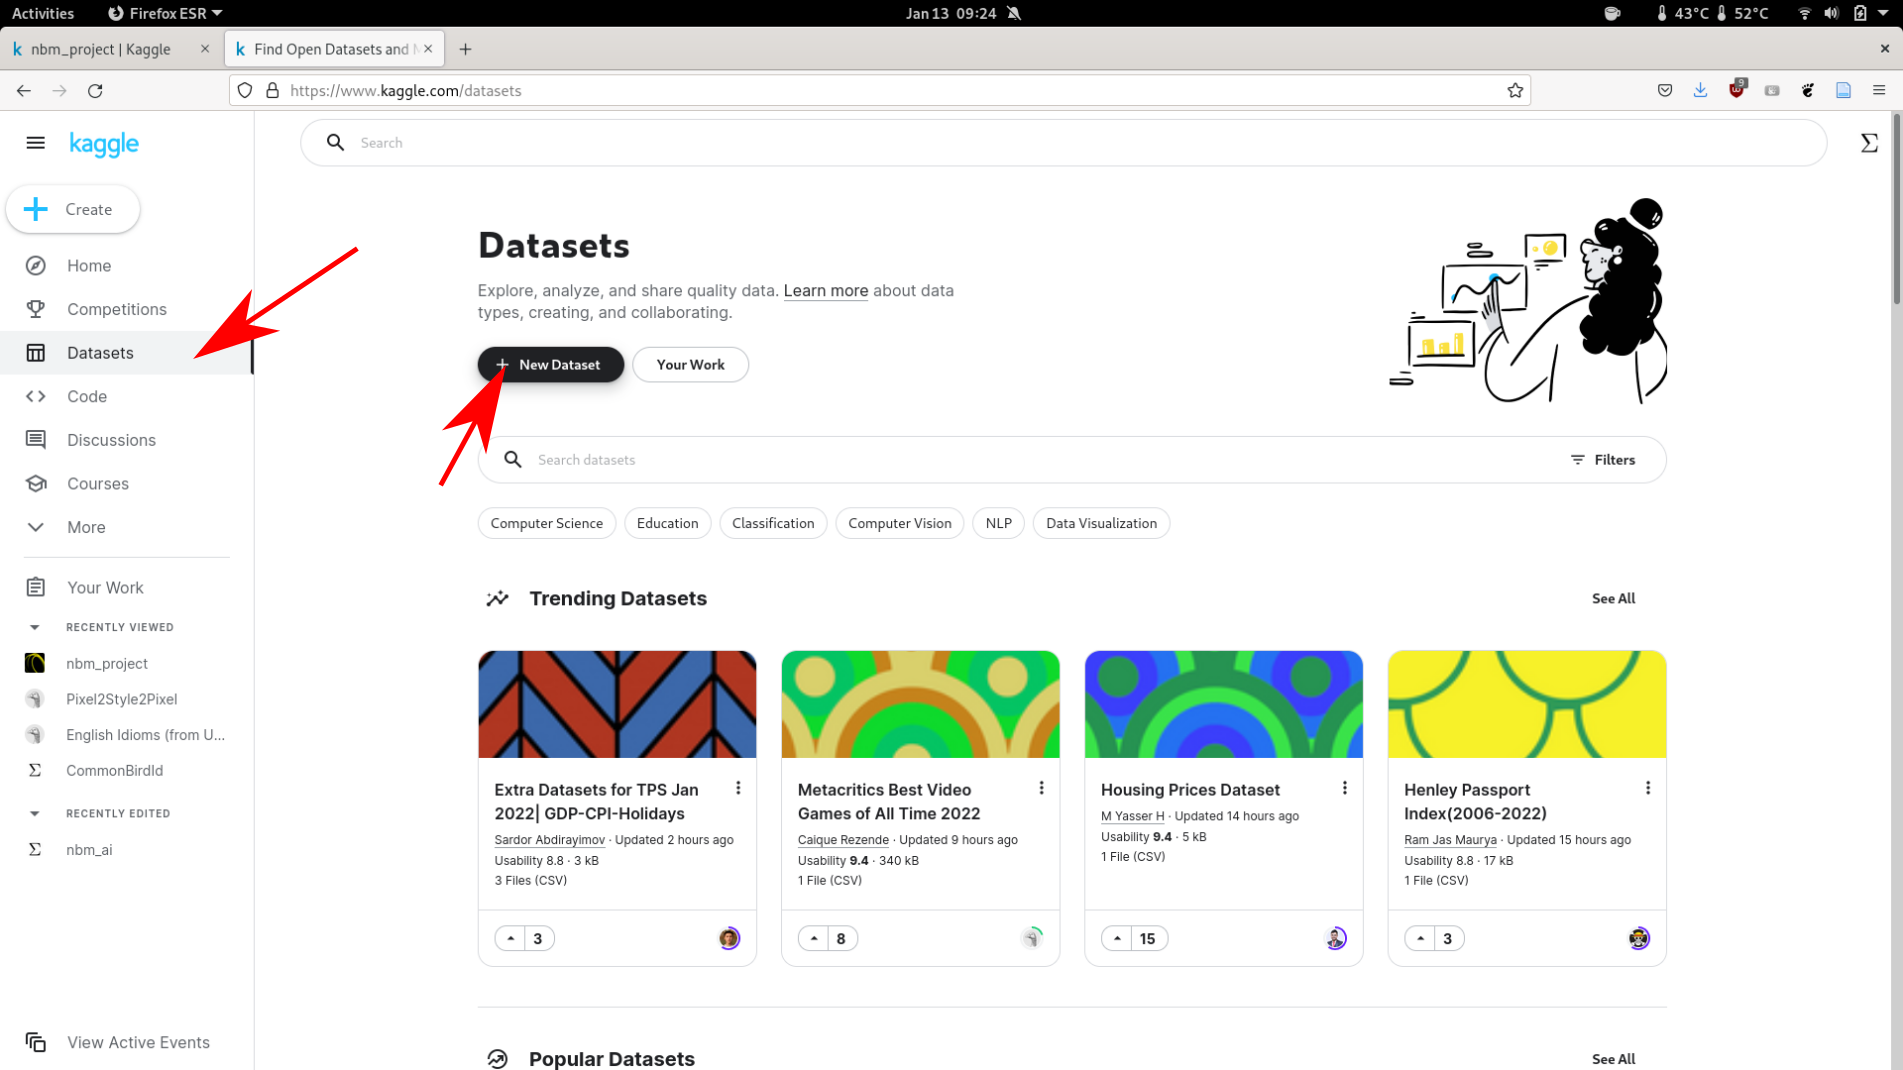 Activities Firefox ESR Jan 13 09:24 43°C 52°C
nbm_project | Kaggle Find Open Datasets and M
https://www.kaggle.com/datasets 9
kaggle Search
Create
Home
Competitions
Datasets
Code
Discussions
Courses
More
Your Work
RECENTLY VIEWED
nbm_project
Pixel2Style2Pixel
English Idioms (from U...
CommonBirdId
RECENTLY EDITED
nbm_ai
View Active Events
Datasets
Explore, analyze, and share quality data. Learn more about data
types, creating, and collaborating.
New Dataset Your Work
Search datasets Filters
Computer Science Education Classification Computer Vision NLP Data Visualization
Trending Datasets See All
Extra Datasets for TPS Jan
2022| GDP-CPI-Holidays
Sardor Abdirayimov · Updated 2 hours ago
Usability 8.8 · 3 kB
3 Files (CSV)
3
Metacritics Best Video
Games of All Time 2022
Caique Rezende · Updated 9 hours ago
Usability 9.4 · 340 kB
1 File (CSV)
8
Housing Prices Dataset
M Yasser H · Updated 14 hours ago
Usability 9.4 · 5 kB
1 File (CSV)
15
Henley Passport
Index(2006-2022)
Ram Jas Maurya · Updated 15 hours ago
Usability 8.8 · 17 kB
1 File (CSV)
3
Popular Datasets See All